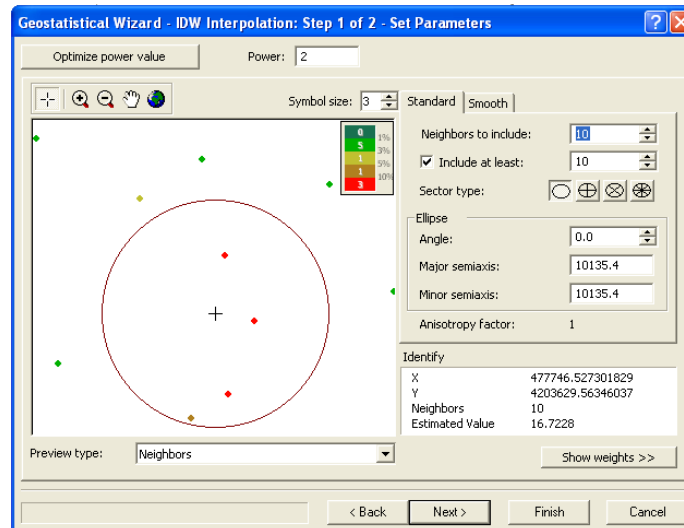 Geostatistical Wizard - IDW Interpolation: Step 1 of 2 - Set Parameters
Optimize power value Power: 2
Symbol size: 3 Standard Smooth
0
1%
5
3%
1
5%
1
10%
3
Neighbors to include: 10
Include at least: 10
Sector type:
Ellipse
Angle: 0.0
Major semiaxis: 10135.4
Minor semiaxis: 10135.4
Anisotropy factor: 1
Identify
X 477746.527301829
Y 4203629.56346037
Neighbors 10
Estimated Value 16.7228
Preview type: Neighbors Show weights >>
< Back Next > Finish Cancel